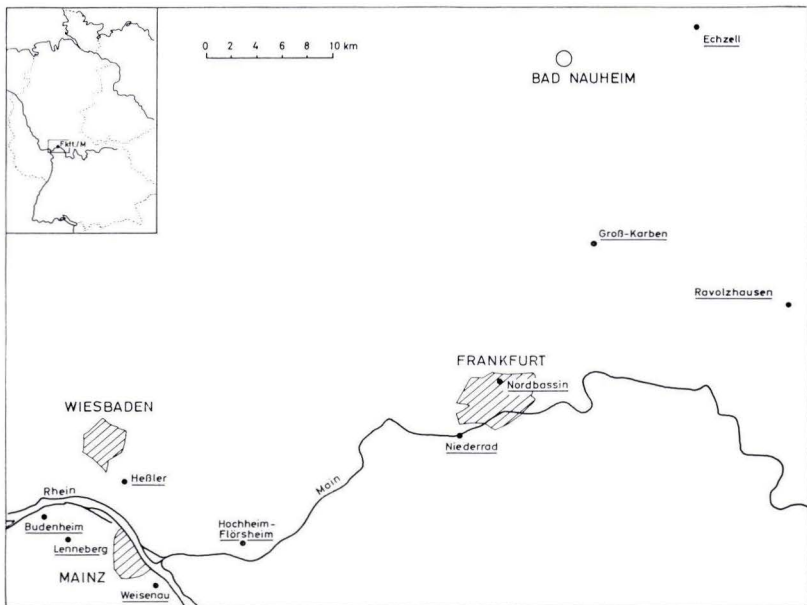 Echzell
0 2 4 6 8 10 km
BAD NAUHEIM
Fkft./M
Groß-Karben
Ravolzhausen
FRANKFURT
Nordbassin
WIESBADEN
Niederrad
Heßler
Rhein
Main
Budenheim
Hochheim-
Flörsheim
Lenneberg
MAINZ
Weisenau